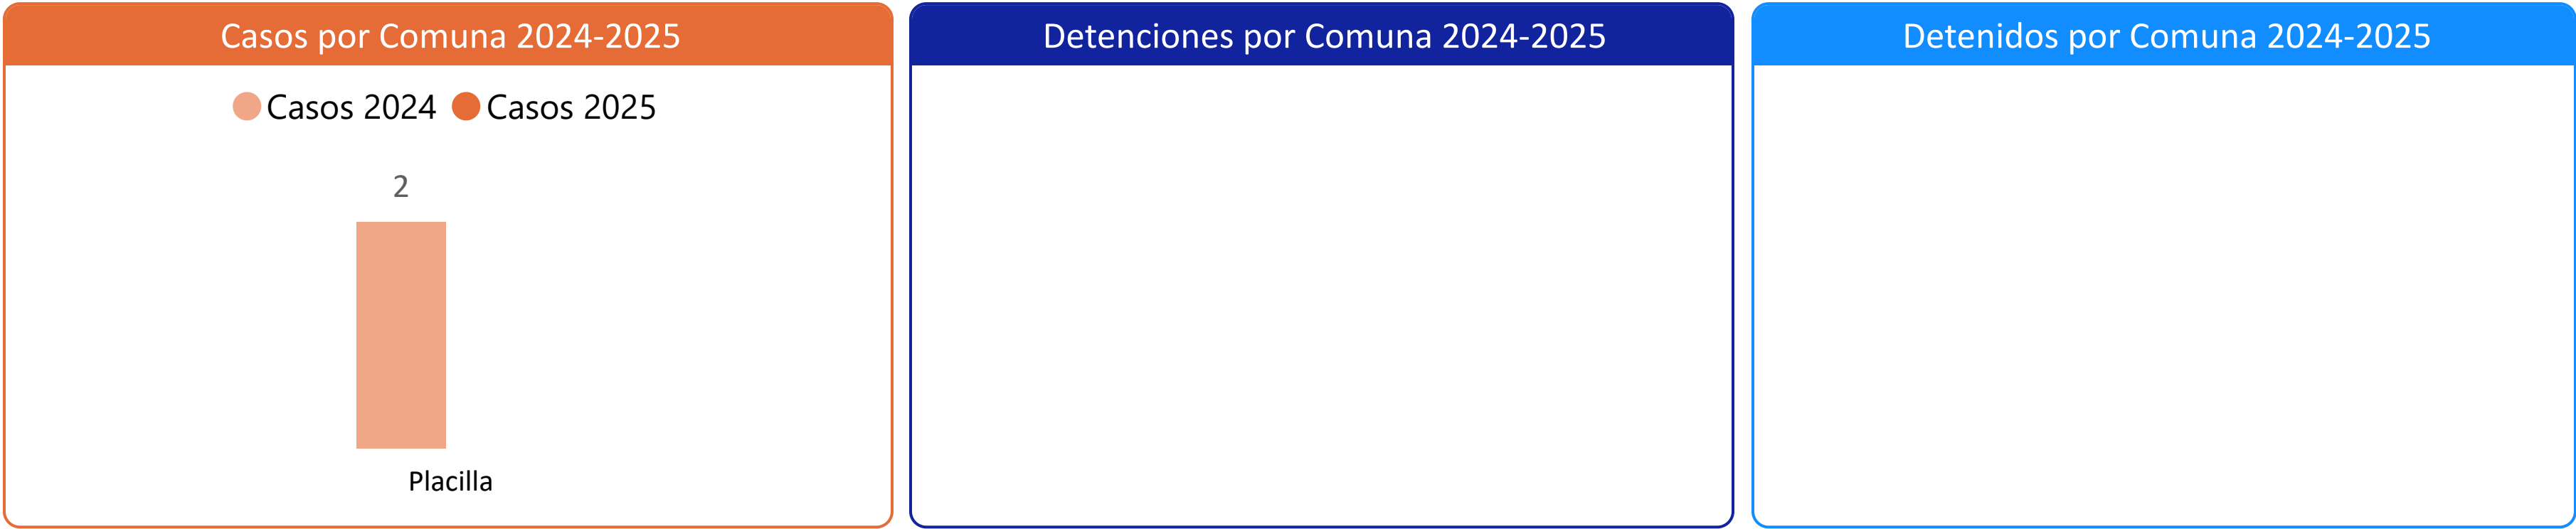 Casos por Comuna 2024-2025
Casos 2024 Casos 2025
2
Placilla
Detenciones por Comuna 2024-2025
Detenidos por Comuna 2024-2025